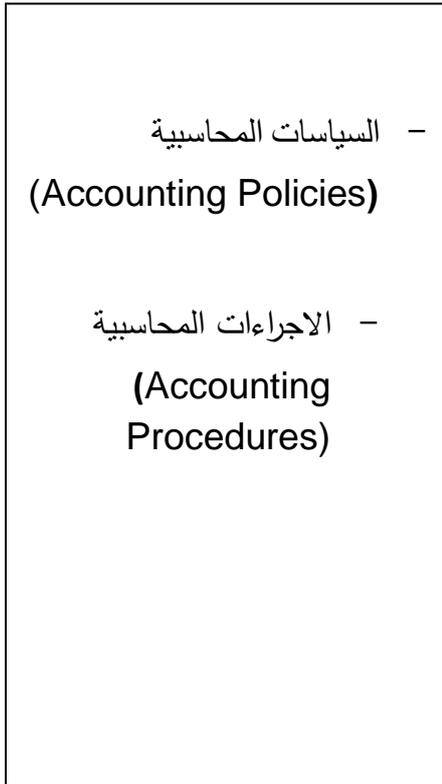 - السياسات المحاسبية
(Accounting Policies)
- الاجراءات المحاسبية
(Accounting
Procedures)